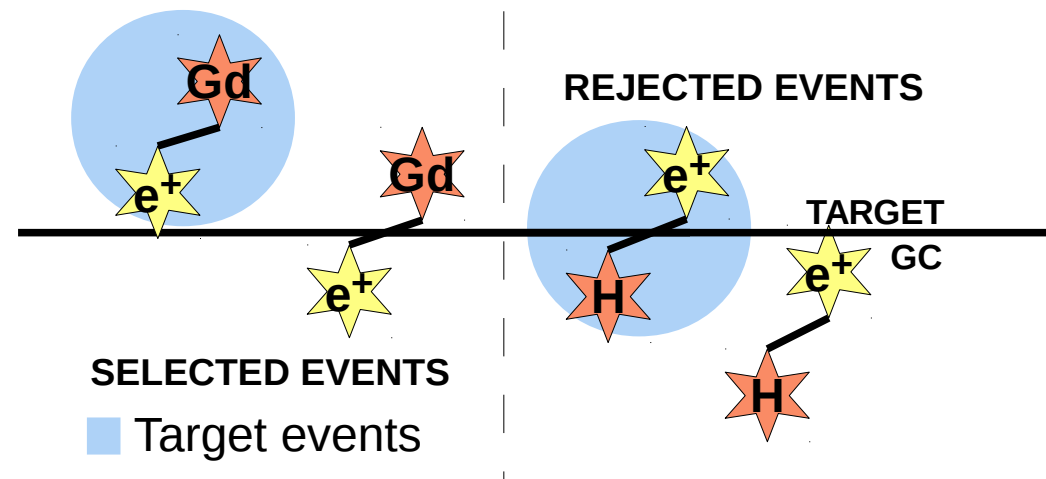 Gd
e+
Gd
e+
SELECTED EVENTS
Target events
REJECTED EVENTS
e+
H
TARGET
GC
e+
H